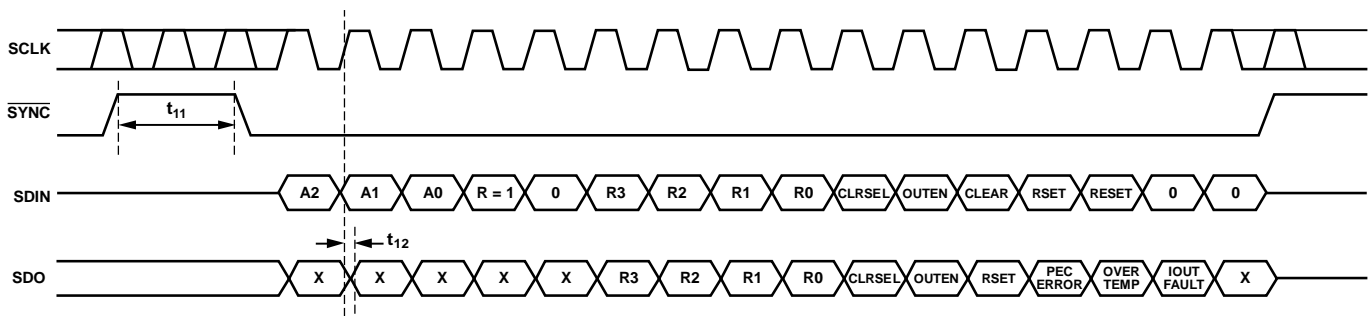 SCLK
SYNC
t11
SDIN A2 A1 A0 R = 1 0 R3 R2 R1 R0 CLRSEL OUTEN CLEAR RSET RESET 0 0
t12
SDO X X X X X R3 R2 R1 R0 CLRSEL OUTEN RSET PEC ERROR OVER TEMP IOUT FAULT X